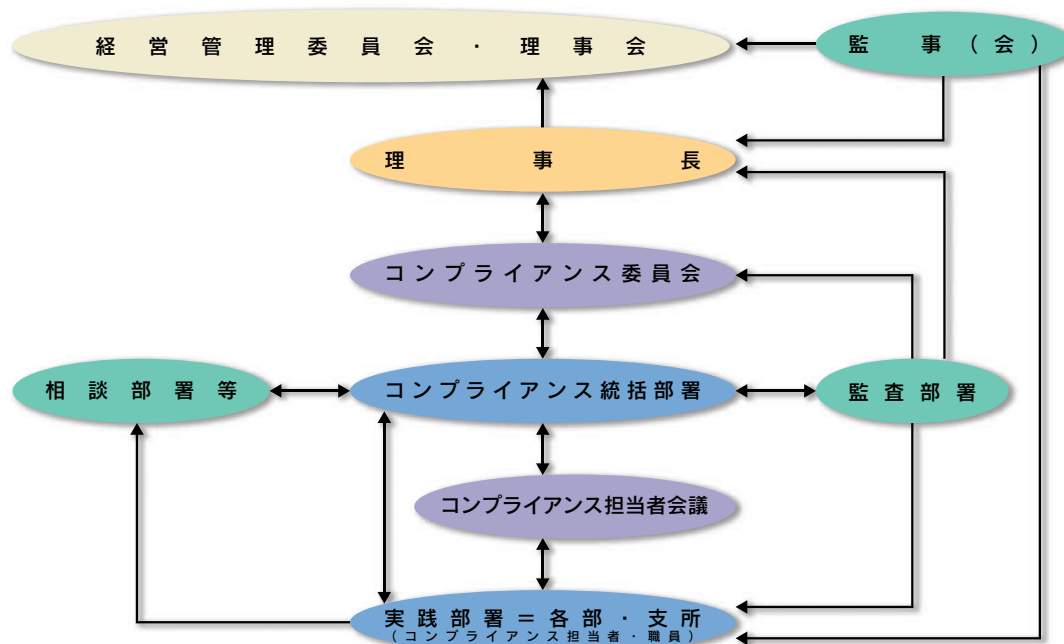 経営管理委員会・理事会
監事（会）
理事長
コンプライアンス委員会
相談部署等
コンプライアンス統括部署
監査部署
コンプライアンス担当者会議
実践部署＝各部・支所
（コンプライアンス担当者・職員）